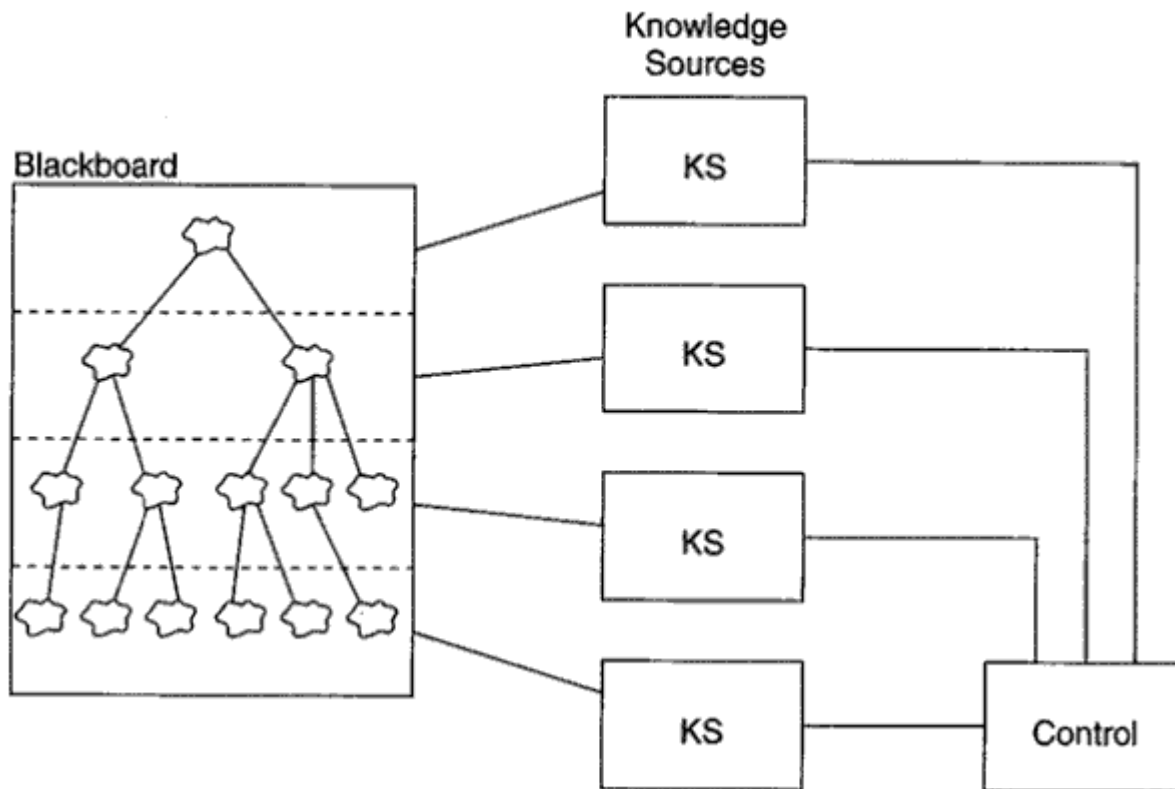 Knowledge
Sources
Blackboard
KS
KS
KS
KS
Control